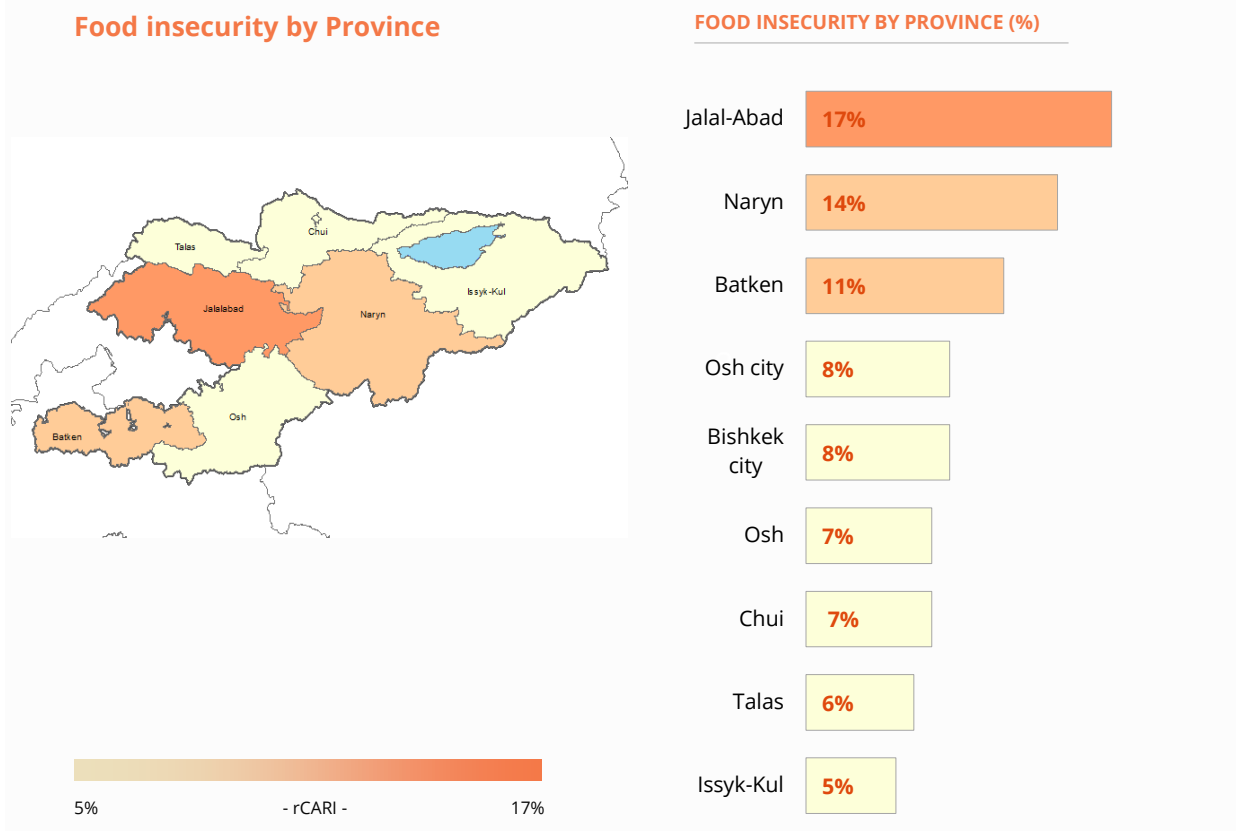 Food insecurity by Province
Talas
Chui
Issyk-Kul
Jalalabad
Naryn
Osh
Batken
5%
- rCARI -
17%
FOOD INSECURITY BY PROVINCE (%)
Jalal-Abad
17%
Naryn
14%
Batken
11%
Osh city
8%
Bishkek
city
8%
Osh
7%
Chui
7%
Talas
6%
Issyk-Kul
5%